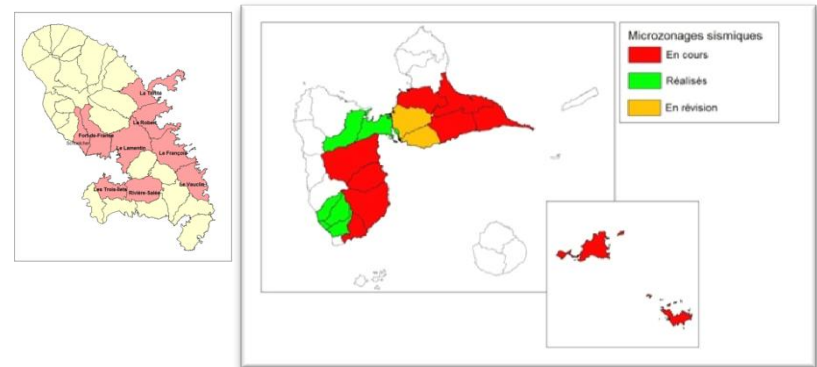 La Trinité
Le Robert
Fort-de-France
Schœlcher
Le Lamentin
Le François
Le Vauclin
Les Trois-Ilets
Rivière-Salée
Microzonages sismiques
En cours
Réalisés
En révision